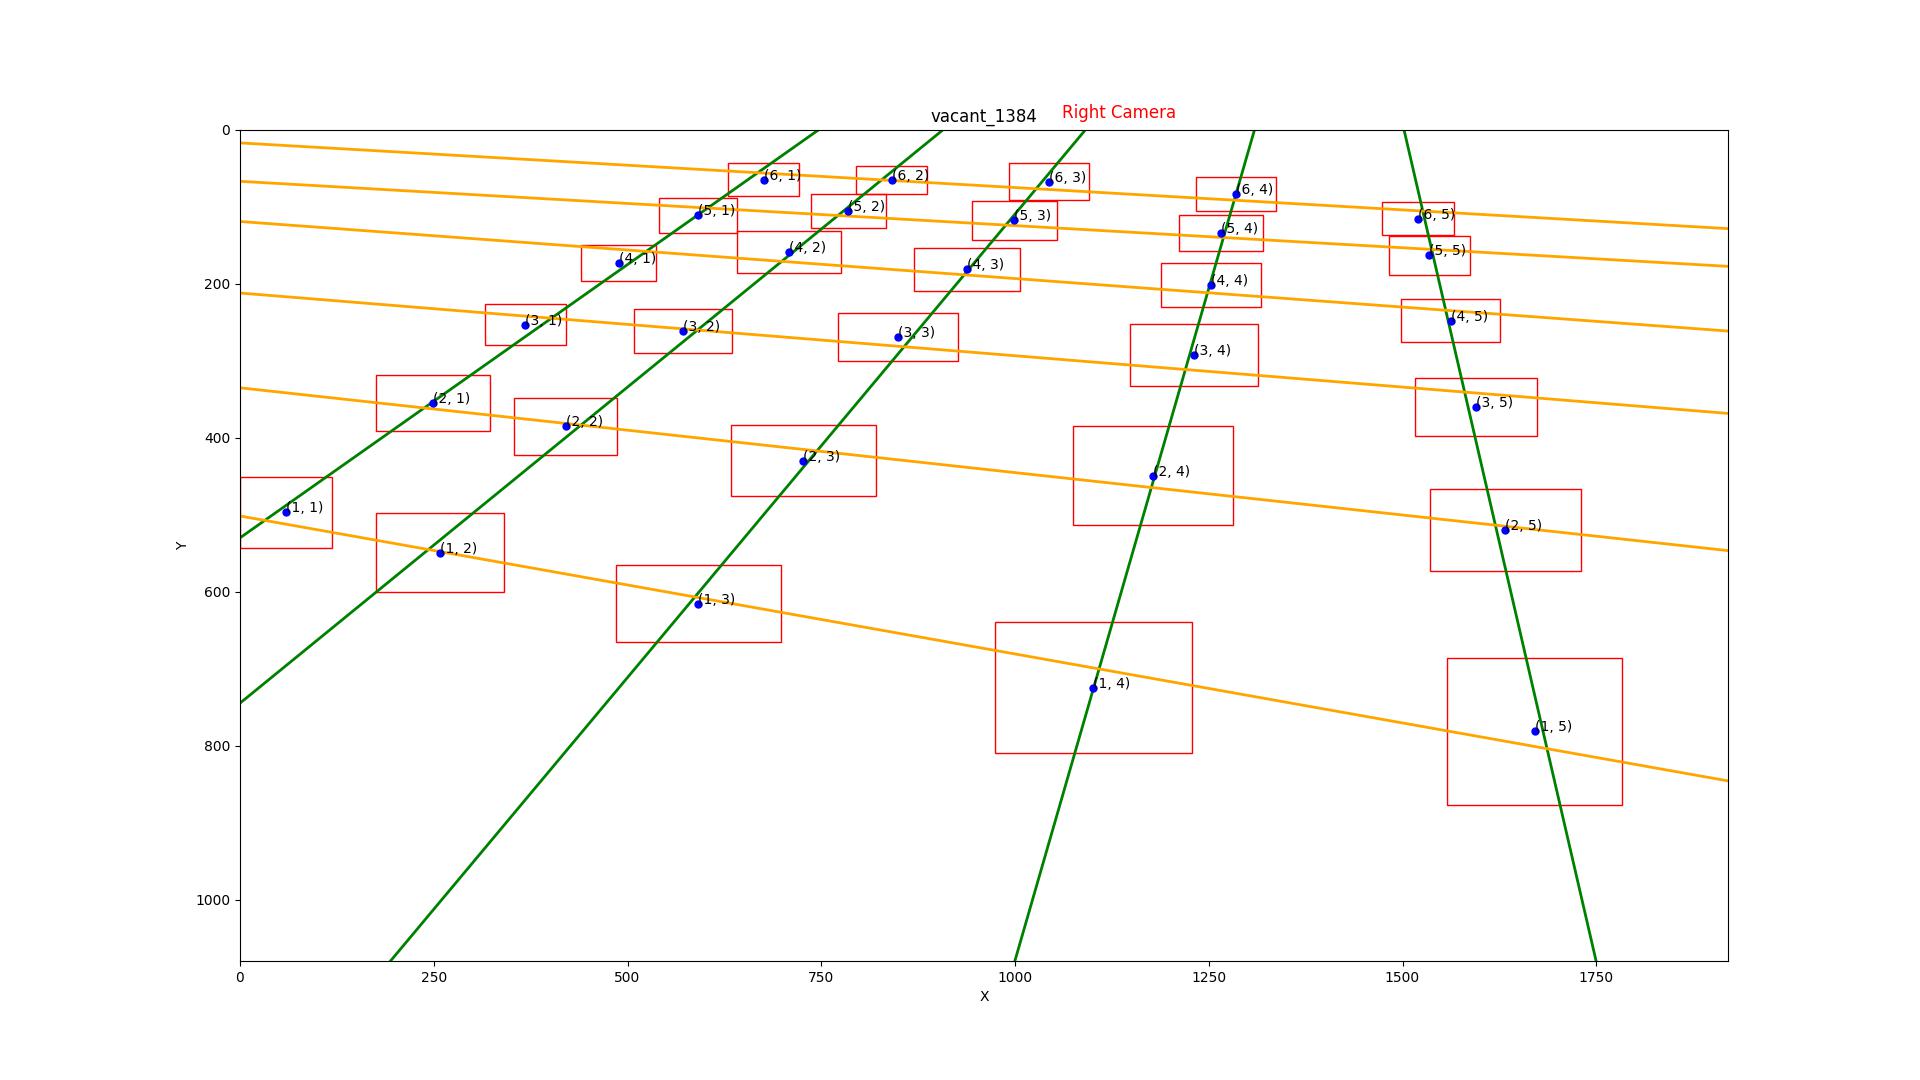 vacant_1384 Right Camera
0
(6, 1) (6, 2) (6, 3) (6, 4) (6, 5)
(5, 1) (5, 2) (5, 3) (5, 4) (5, 5)
(4, 1) (4, 2) (4, 3) (4, 4) (4, 5)
200
(3, 1) (3, 2) (3, 3) (3, 4) (3, 5)
(2, 1) (2, 2) (2, 3) (2, 4) (2, 5)
400
(1, 1) (1, 2) (1, 3) (1, 4) (1, 5)
Y
600
800
1000
0 250 500 750 1000 1250 1500 1750
X